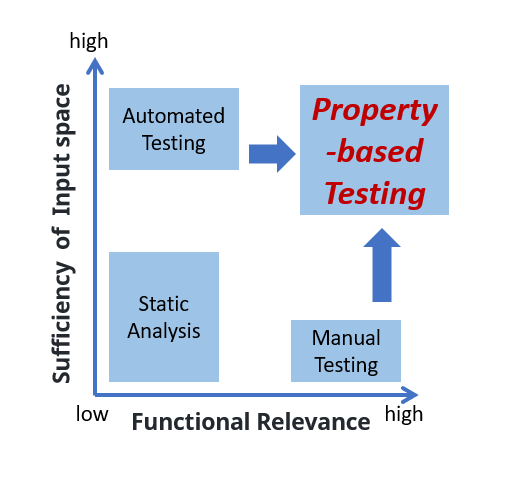 high
Sufficiency of Input space
Automated
Testing
Property
-based
Testing
Static
Analysis
Manual
Testing
low
Functional Relevance
high